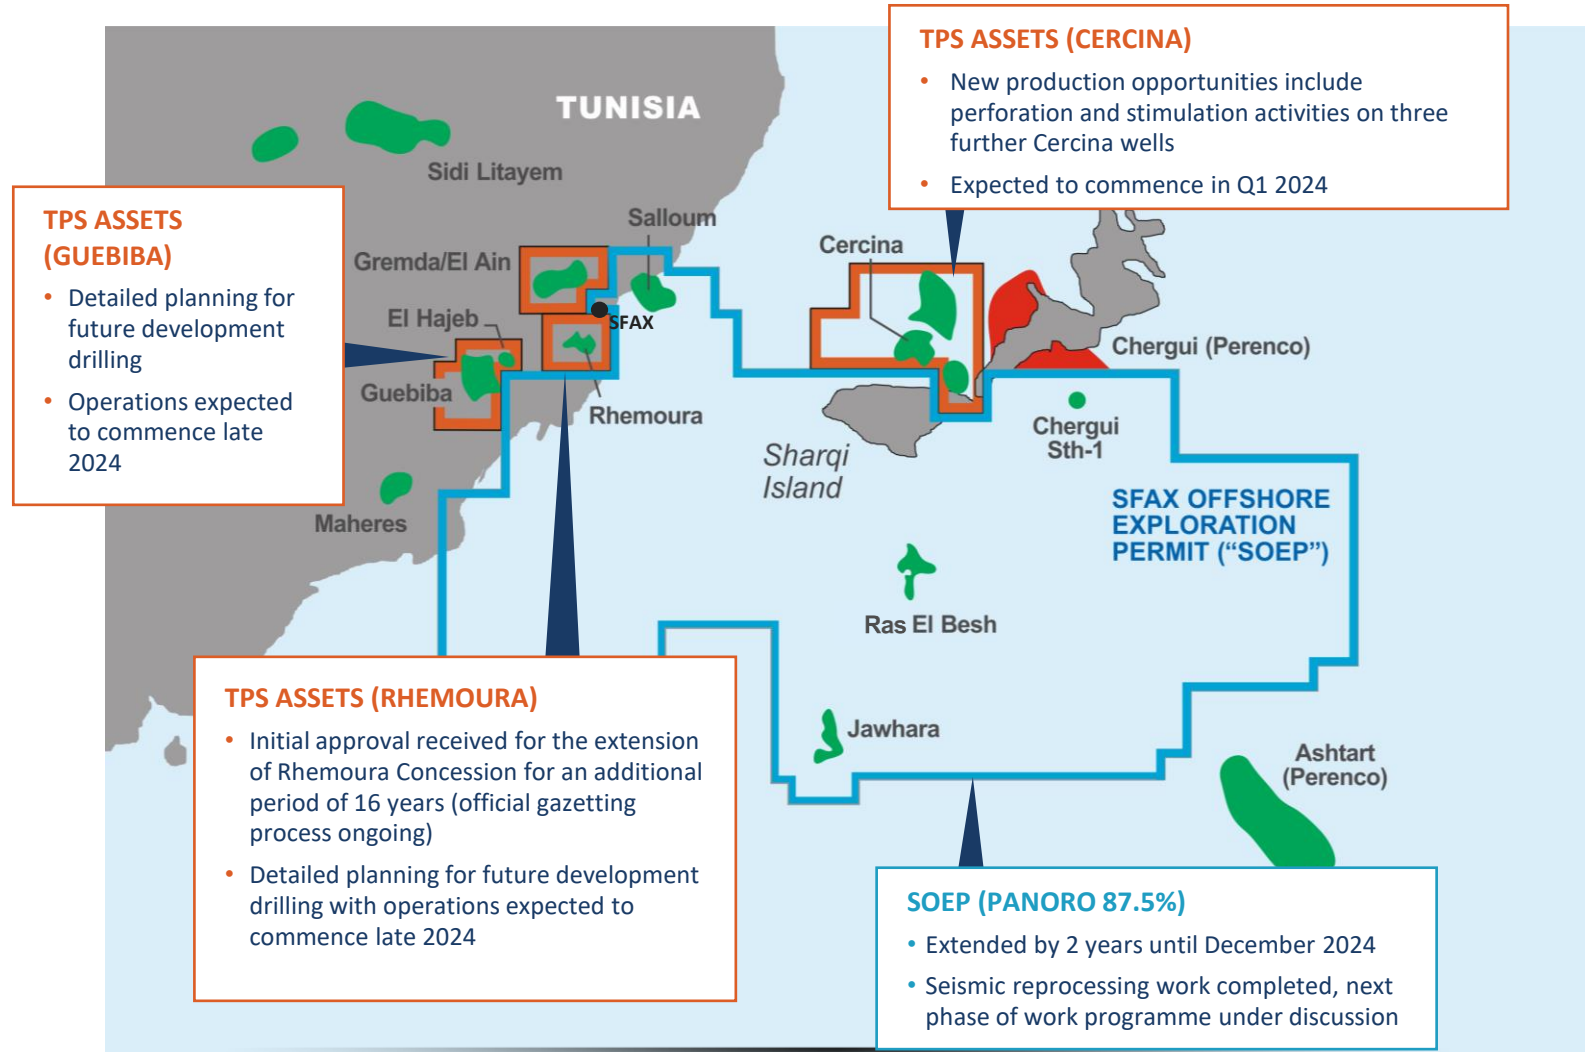 TPS ASSETS (CERCINA)
• New production opportunities include
perforation and stimulation activities on three
further Cercina wells
• Expected to commence in Q1 2024
TUNISIA
Sidi Litayem
TPS ASSETS
(GUEBIBA)
• Detailed planning for
future development
drilling
• Operations expected
to commence late
2024
Salloum
Gremda/El Ain
El Hajeb
SFAX
Guebiba
Rhemoura
Maheres
Cercina
Chergui (Perenco)
Chergui
Sth-1
Sharqi
Island
SFAX OFFSHORE
EXPLORATION
PERMIT (“SOEP”)
Ras El Besh
Jawhara
Ashtart
(Perenco)
TPS ASSETS (RHEMOURA)
• Initial approval received for the extension
of Rhemoura Concession for an additional
period of 16 years (official gazetting
process ongoing)
• Detailed planning for future development
drilling with operations expected to
commence late 2024
SOEP (PANORO 87.5%)
• Extended by 2 years until December 2024
• Seismic reprocessing work completed, next
phase of work programme under discussion